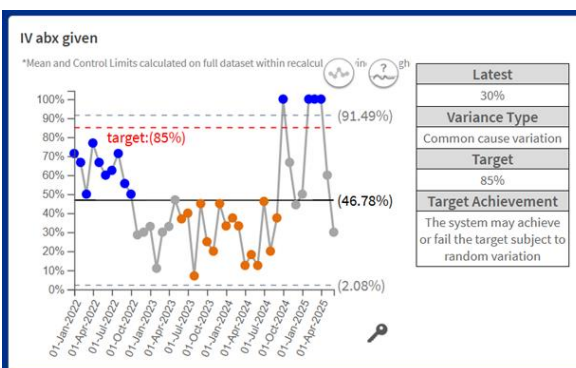 IV abx given
*Mean and Control Limits calculated on full dataset within recalcul in gh
?
Latest
30%
Variance Type
Common cause variation
Target
85%
Target Achievement
The system may achieve
or fail the target subject to
random variation
100%
90%
80%
70%
60%
50%
40%
30%
20%
10%
0%
target:(85%)
(91.49%)
(46.78%)
(2.08%)
01-Jan-2022
01-Apr-2022
01-Jul-2022
01-Oct-2022
01-Jan-2023
01-Apr-2023
01-Jul-2023
01-Oct-2023
01-Jan-2024
01-Apr-2024
01-Jul-2024
01-Oct-2024
01-Jan-2025
01-Apr-2025